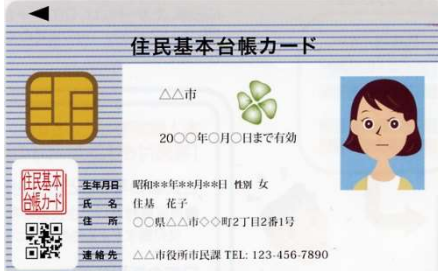 住民基本台帳カード
△△市
20○○年○月○日まで有効
住民基本
台帳カード
生年月日 昭和**年**月**日 性別 女
氏 名 住基 花子
住 所 ○○県△△市◇◇町2丁目2番1号
連絡先 △△市役所市民課 TEL: 123-456-7890